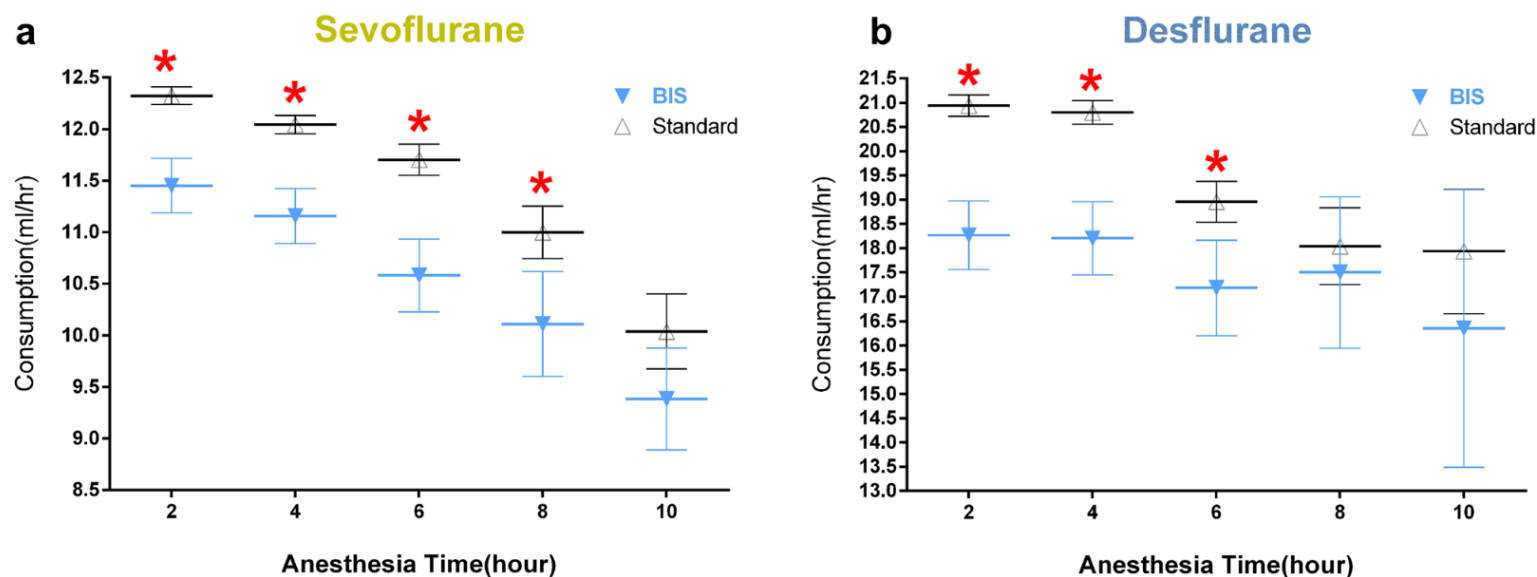 a
Sevoflurane
12.5
12.0
11.5
11.0
10.5
10.0
9.5
9.0
8.5
Consumption(ml/hr)
*
*
*
*
BIS
Standard
2 4 6 8 10
Anesthesia Time(hour)
b
Desflurane
21.5
21.0
20.5
20.0
19.5
19.0
18.5
18.0
17.5
17.0
16.5
16.0
15.5
15.0
14.5
14.0
13.5
13.0
Consumption(ml/hr)
*
*
*
BIS
Standard
2 4 6 8 10
Anesthesia Time(hour)